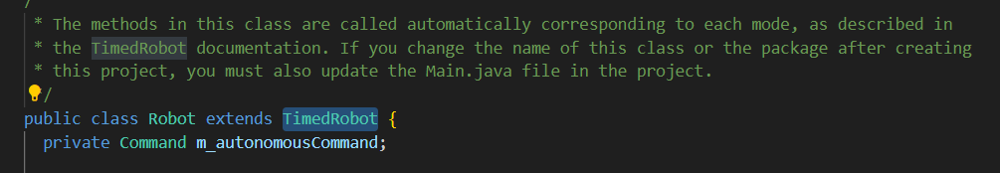 /
* The methods in this class are called automatically corresponding to each mode, as described in
* the TimedRobot documentation. If you change the name of this class or the package after creating
* this project, you must also update the Main.java file in the project.
/
public class Robot extends TimedRobot {
private Command m_autonomousCommand;